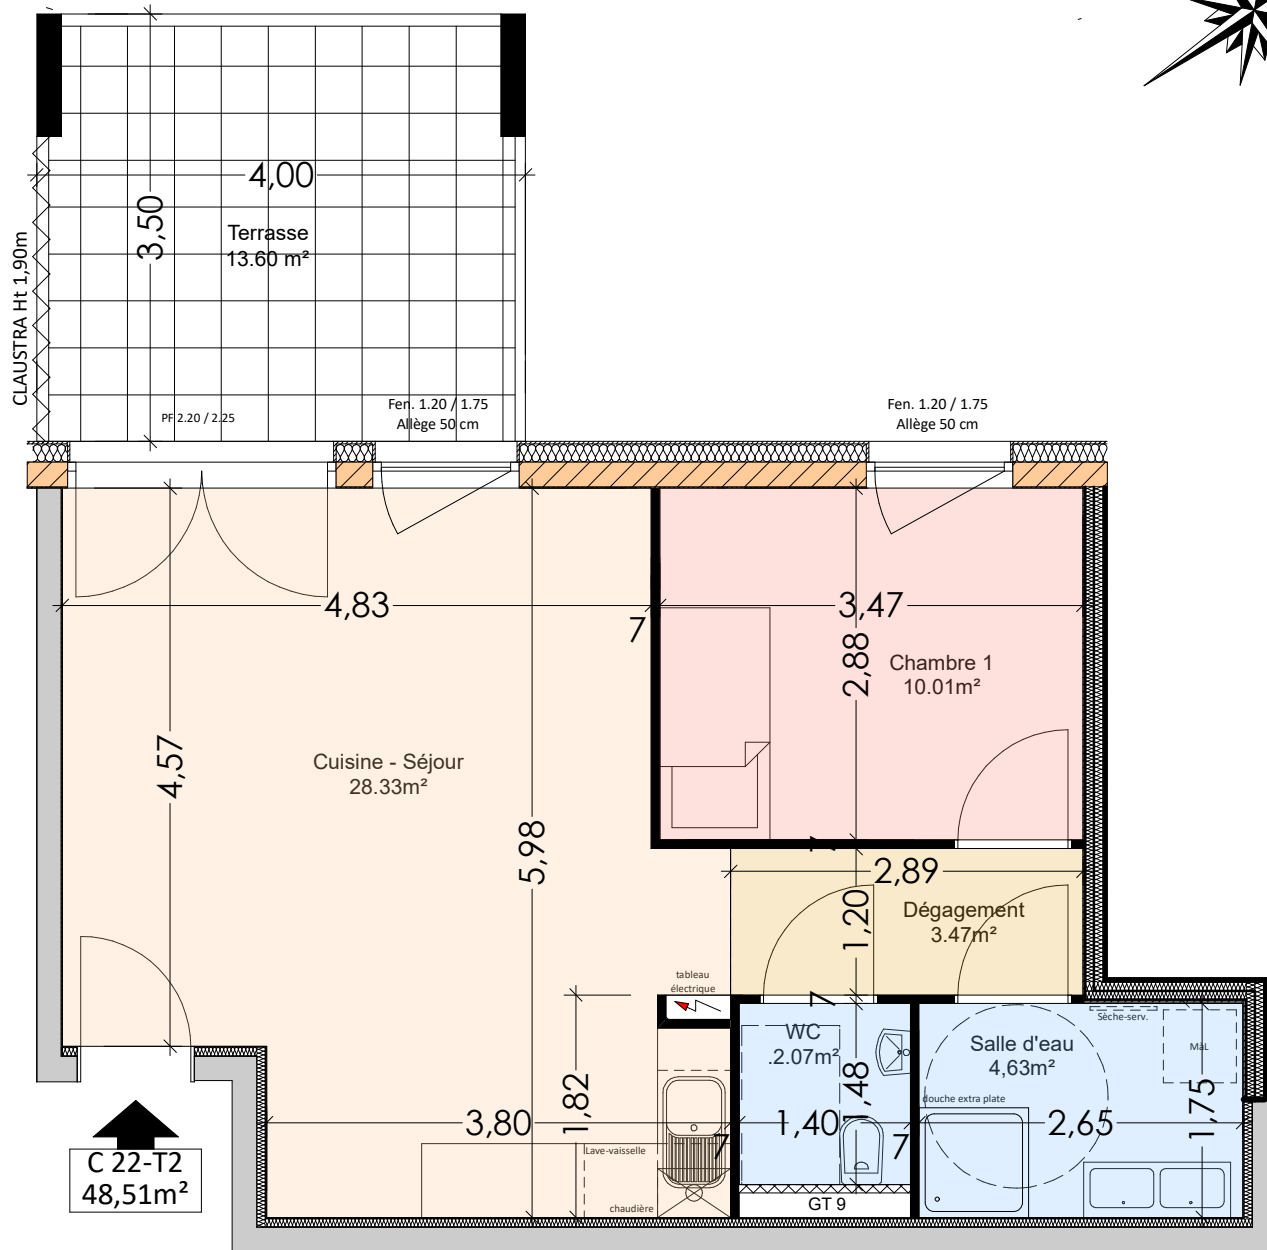 4,00
3,50
Terrasse
13.60 m²
CLAUSTRA Ht 1,90m
PF 2.20 / 2.25
Fen. 1.20 / 1.75
Allège 50 cm
Fen. 1.20 / 1.75
Allège 50 cm
4,83
7
3,47
2,88
Chambre 1
10.01m²
4,57
Cuisine - Séjour
28.33m²
5,98
7
2,89
1,20
Dégagement
3.47m²
tableau
électrique
7
WC
.2.07m²
Salle d'eau
4,63m²
Sèche-serv.
MàL
1,48
1,82
douche extra plate
3,80
1,40
2,65
1,75
7
7
Lave-vaisselle
chaudière
GT 9
C 22-T2
48,51m²